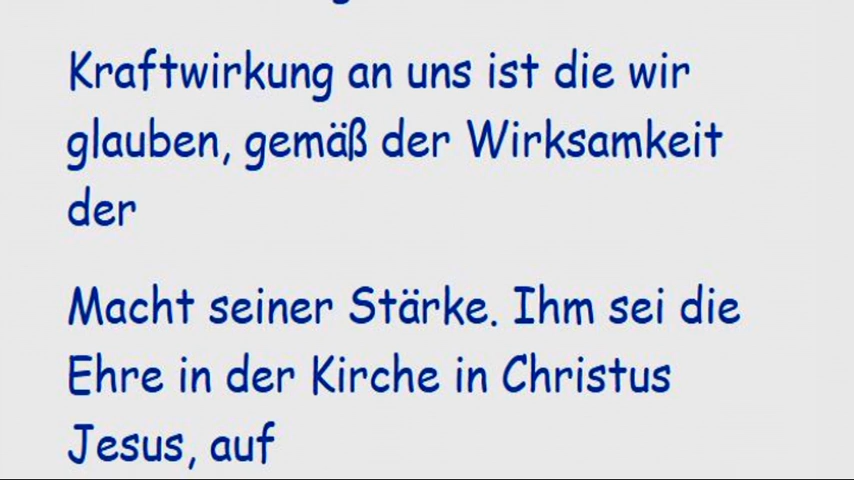 Kraftwirkung an uns ist die wir
glauben, gemäß der Wirksamkeit
der
Macht seiner Stärke. Ihm sei die
Ehre in der Kirche in Christus
Jesus, auf